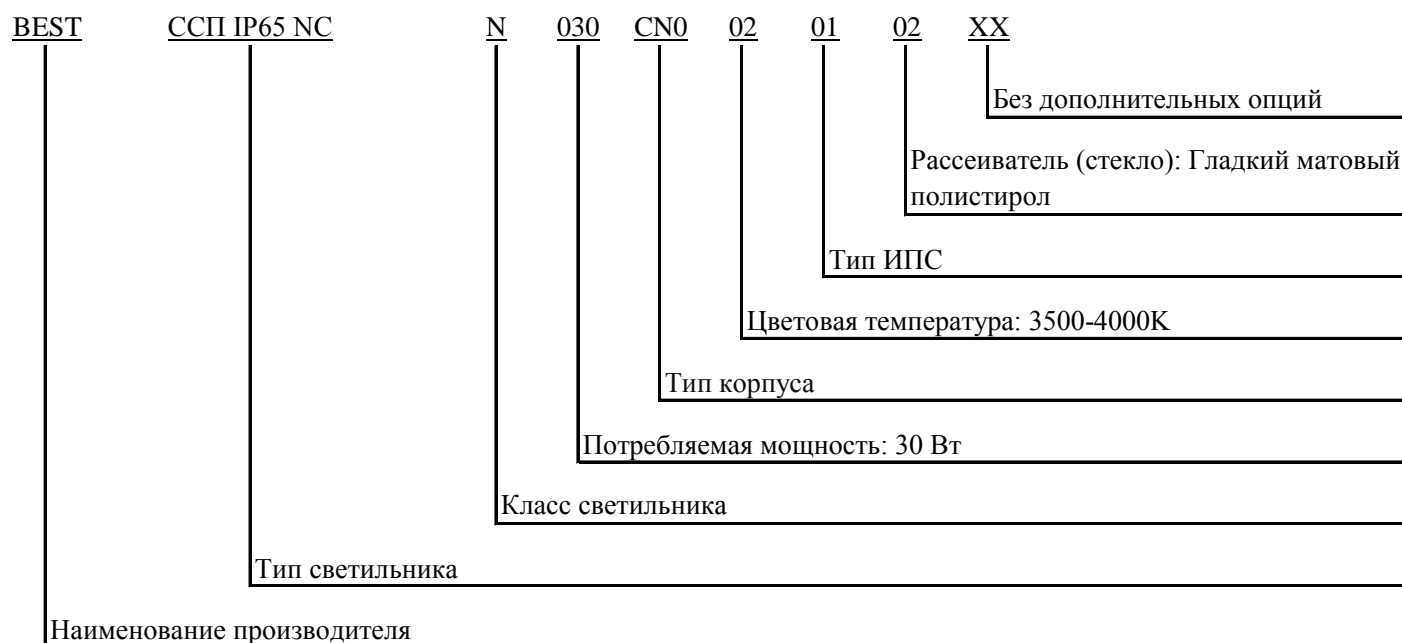 BEST ССП IP65 NC N 030 CN0 02 01 02 XX
Без дополнительных опций
Рассеиватель (стекло): Гладкий матовый
полистирол
Тип ИПС
Цветовая температура: 3500-4000К
Тип корпуса
Потребляемая мощность: 30 Вт
Класс светильника
Тип светильника
Наименование производителя